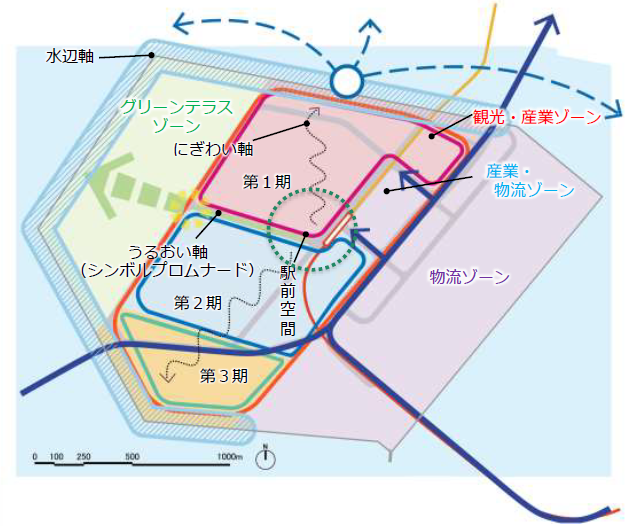 水辺軸
グリーンテラス
ゾーン
にぎわい軸
観光・産業ゾーン
第１期
産業・
物流ゾーン
うるおい軸
（シンボルプロムナード）
駅前空間
物流ゾーン
第２期
第３期
0 100 250 500 1000m
N